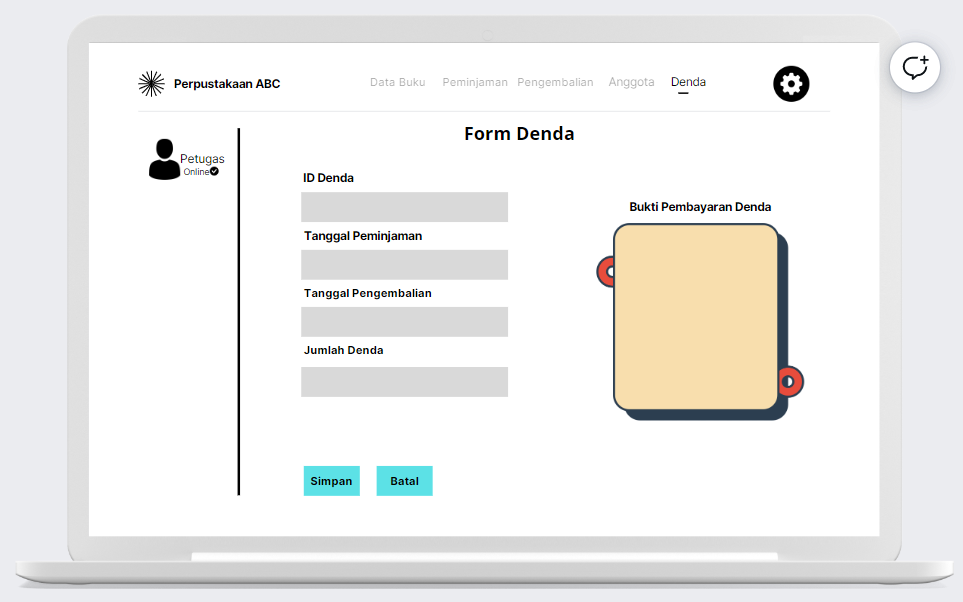 Perpustakaan ABC
Data Buku
Peminjaman
Pengembalian
Anggota
Denda
Petugas
Online
Form Denda
ID Denda
Tanggal Peminjaman
Tanggal Pengembalian
Jumlah Denda
Bukti Pembayaran Denda
Simpan
Batal